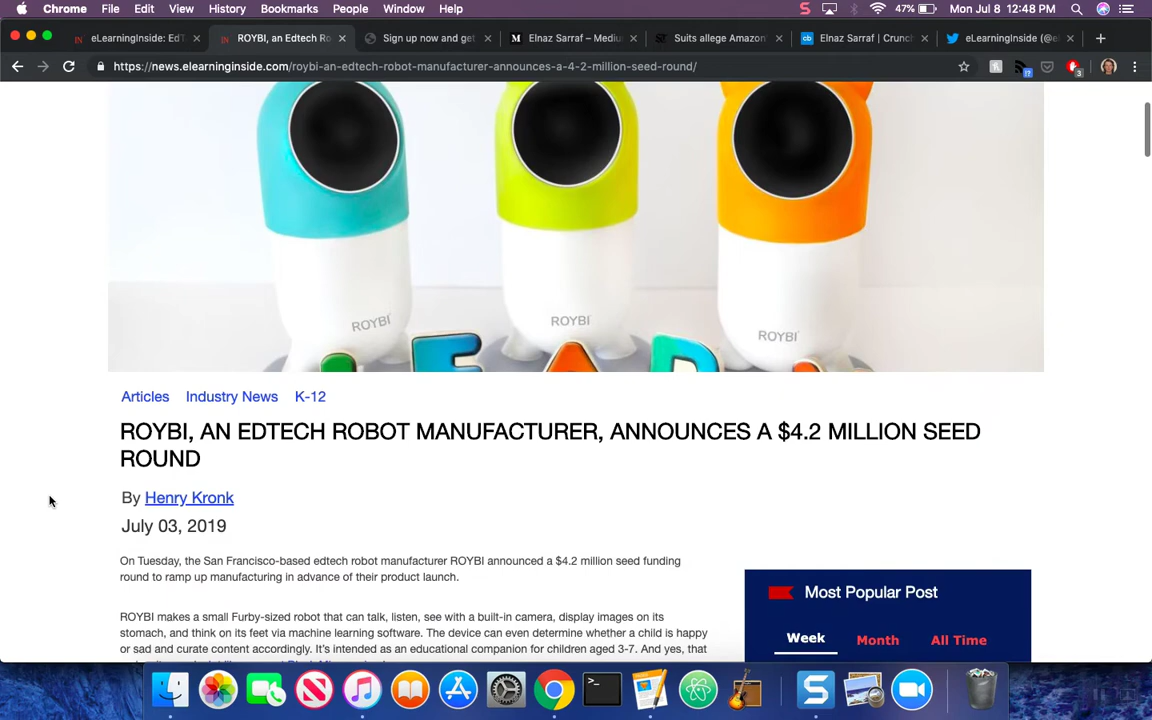 Chrome File Edit View History Bookmarks People Window Help 47% Mon Jul 8 12:48 PM
eLearningInside: EdT ROYBI, an Edtech Ro Sign up now and get Elnaz Sarraf – Mediu Suits allege Amazon' Elnaz Sarraf | Crunch eLearningInside (@e
https://news.elearninginside.com/roybi-an-edtech-robot-manufacturer-announces-a-4-2-million-seed-round/
ROYBI ROYBI ROYBI
Articles Industry News K-12
ROYBI, AN EDTECH ROBOT MANUFACTURER, ANNOUNCES A $4.2 MILLION SEED
ROUND
By Henry Kronk
July 03, 2019
On Tuesday, the San Francisco-based edtech robot manufacturer ROYBI announced a $4.2 million seed funding
round to ramp up manufacturing in advance of their product launch.
ROYBI makes a small Furby-sized robot that can talk, listen, see with a built-in camera, display images on its
stomach, and think on its feet via machine learning software. The device can even determine whether a child is happy
or sad and curate content accordingly. It's intended as an educational companion for children aged 3-7. And yes, that
Most Popular Post
Week Month All Time